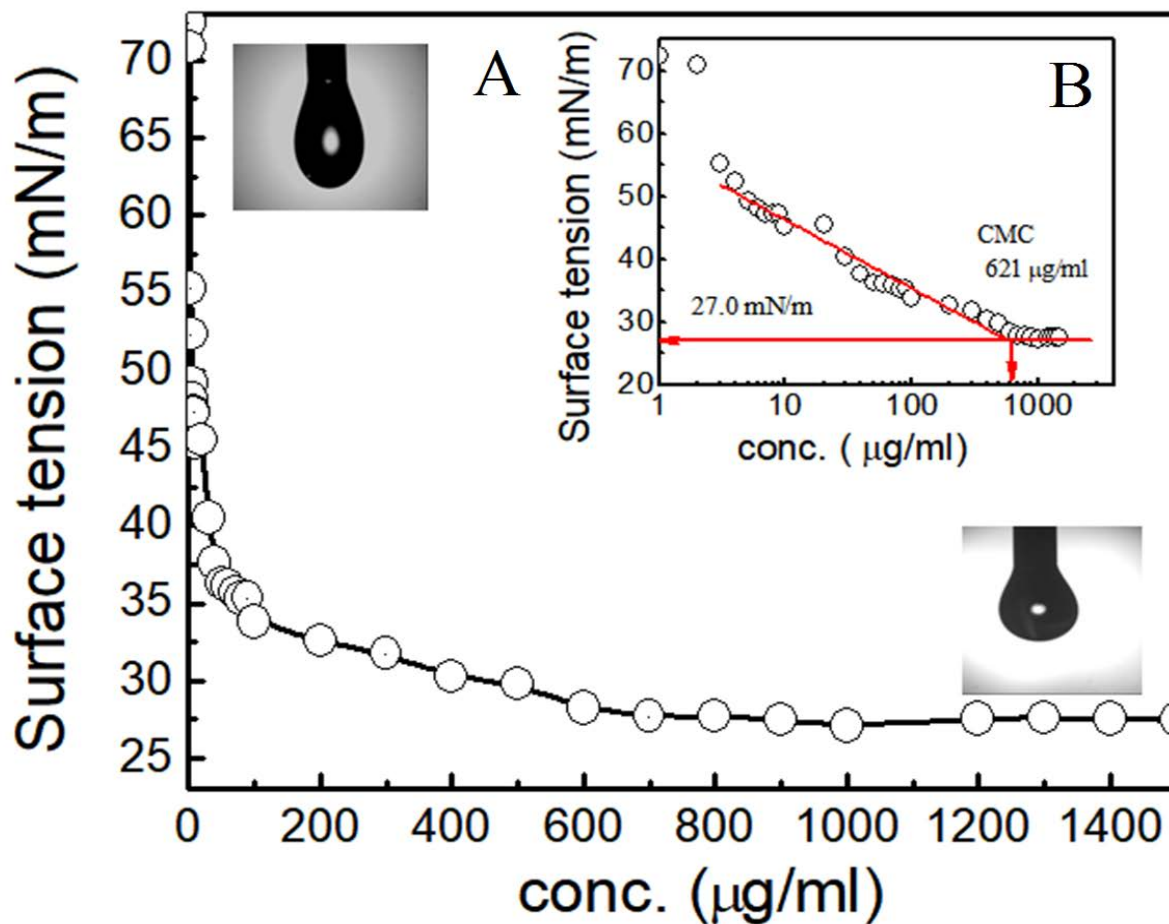 A
B
Surface tension (mN/m)
70
65
60
55
50
45
40
35
30
25
0 200 400 600 800 1000 1200 1400
conc. (μg/ml)
Surface tension (mN/m)
70
60
50
40
30
20
CMC
621 μg/ml
27.0 mN/m
1 10 100 1000
conc. ( μg/ml)